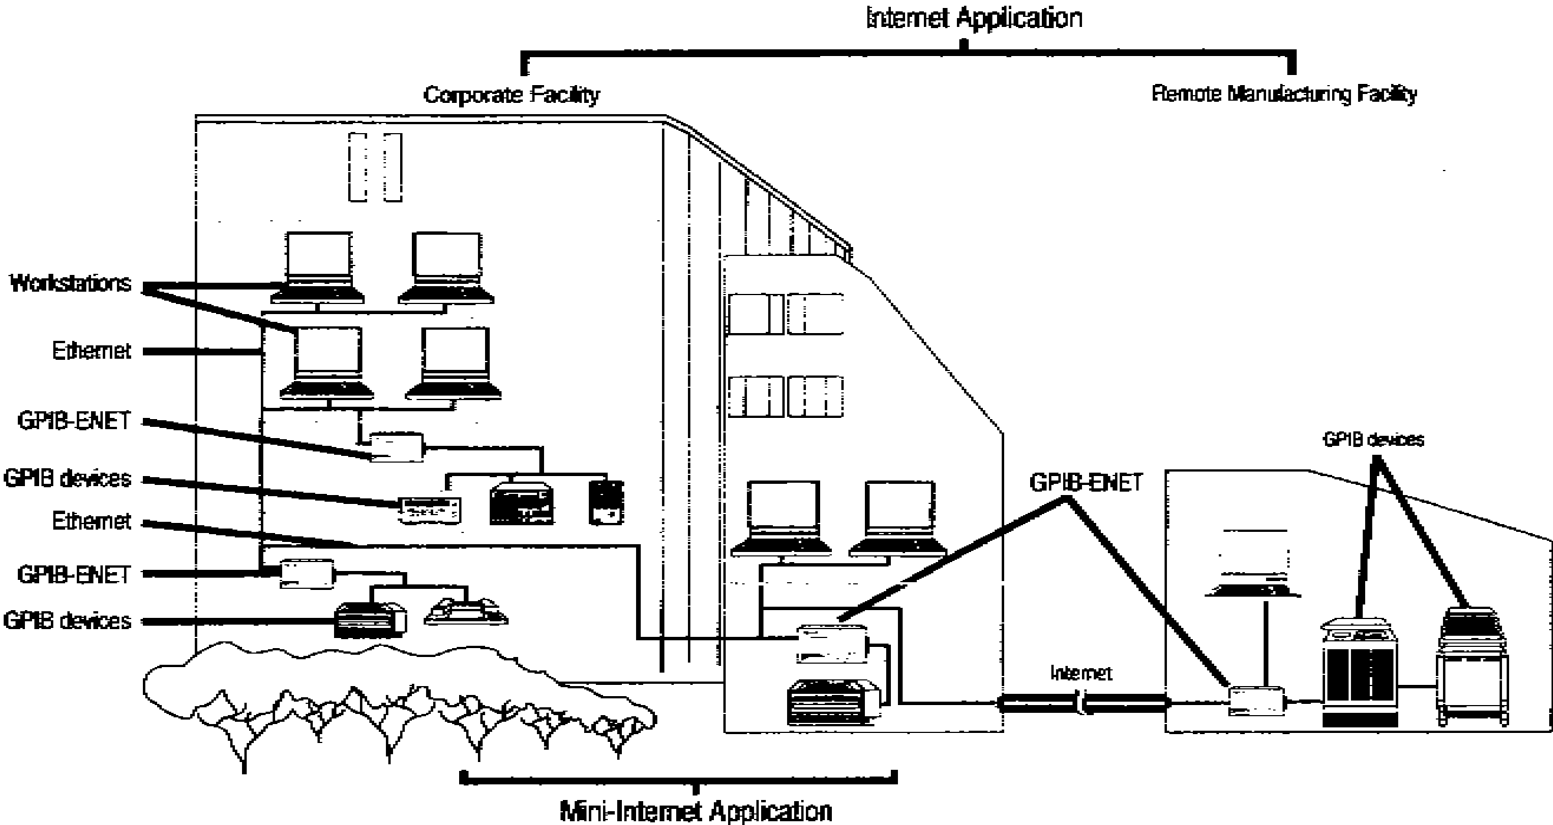 Internet Application
Corporate Facility
Remote Manufacturing Facility
Workstations
Ethernet
GPIB-ENET
GPIB devices
Ethernet
GPIB-ENET
GPIB devices
GPIB-ENET
GPIB devices
Internet
Mini-Internet Application